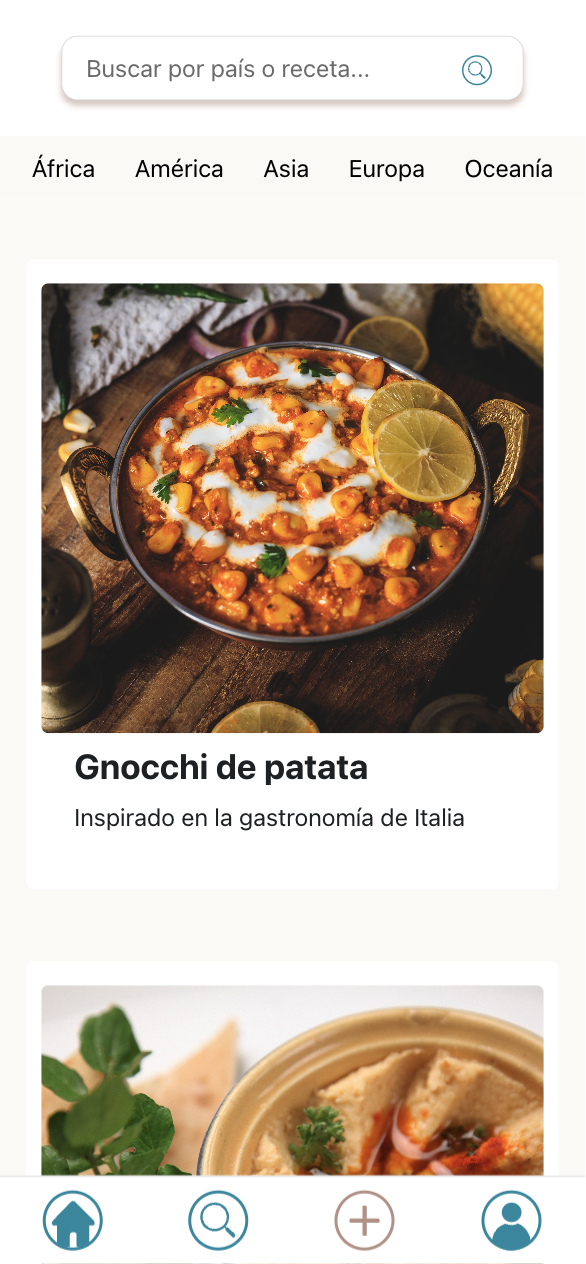 Buscar por país o receta...
África América Asia Europa Oceanía
Gnocchi de patata
Inspirado en la gastronomía de Italia